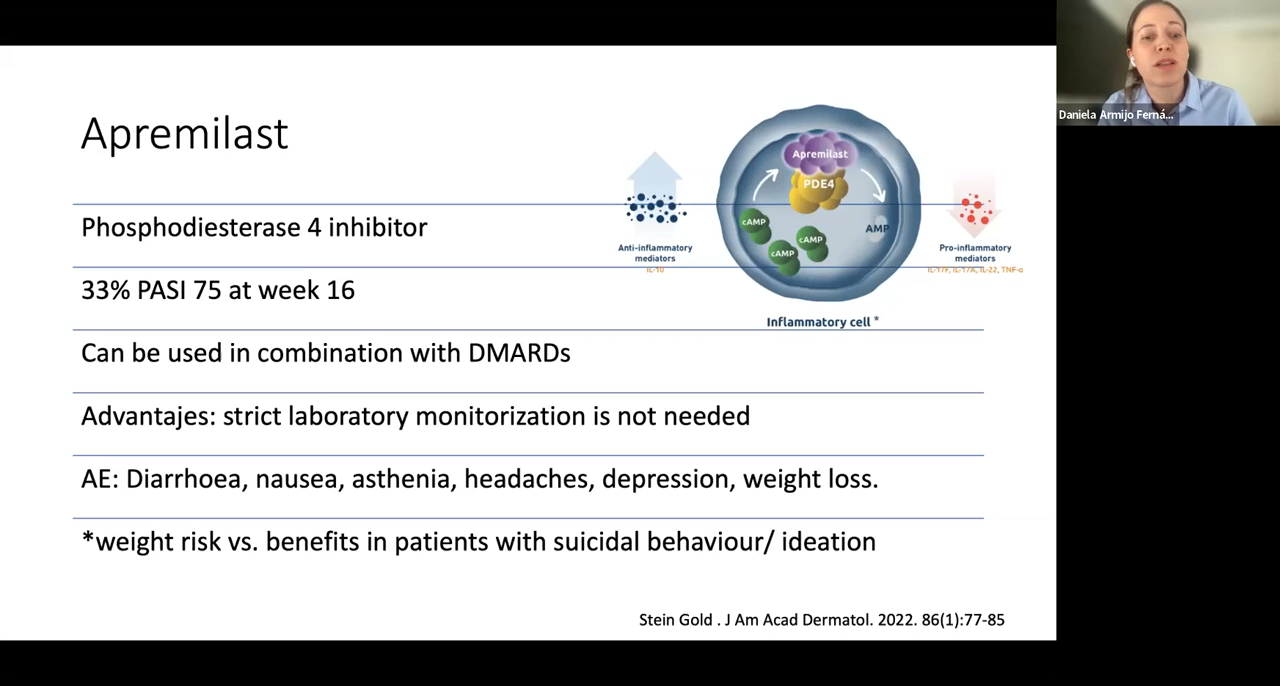 Apremilast
Phosphodiesterase 4 inhibitor
33% PASI 75 at week 16
Can be used in combination with DMARDs
Advantajes: strict laboratory monitorization is not needed
AE: Diarrhoea, nausea, asthenia, headaches, depression, weight loss.
*weight risk vs. benefits in patients with suicidal behaviour/ ideation
Apremilast
PDE4
cAMP
cAMP
cAMP
AMP
Anti-inflammatory
mediators
IL-10
Pro-inflammatory
mediators
IL-17F, IL-17A, IL-22, TNF-α
Inflammatory cell *
Stein Gold . J Am Acad Dermatol. 2022. 86(1):77-85
Daniela Armijo Ferná...